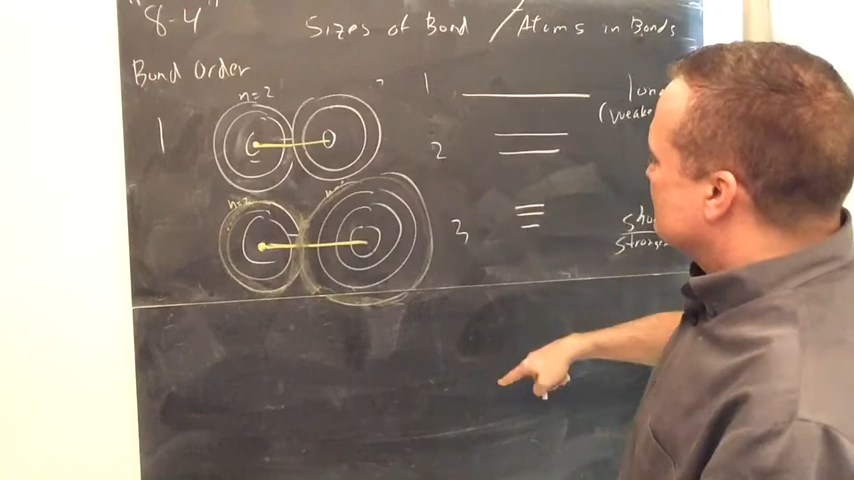 "8-4"
Sizes of Bond / Atoms in Bonds
Bond Order
n=2
1
1
2
n=2
3